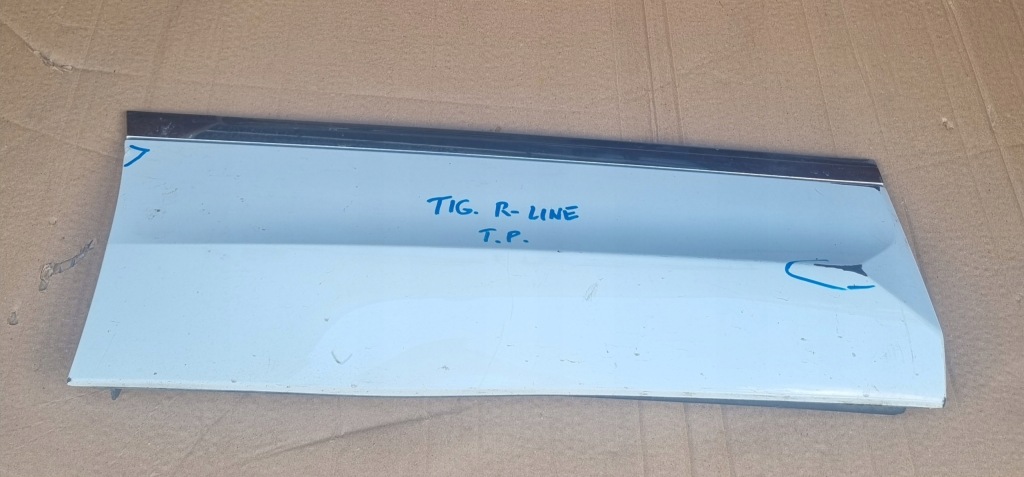 TIG. R-LINE
T.P.